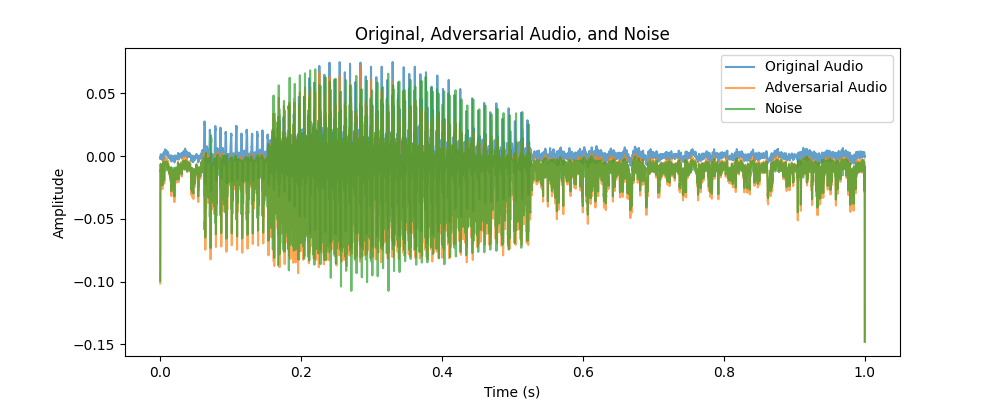 Original, Adversarial Audio, and Noise
Original Audio
Adversarial Audio
Noise
0.05
0.00
−0.05
−0.10
−0.15
Amplitude
0.0
0.2
0.4
0.6
0.8
1.0
Time (s)